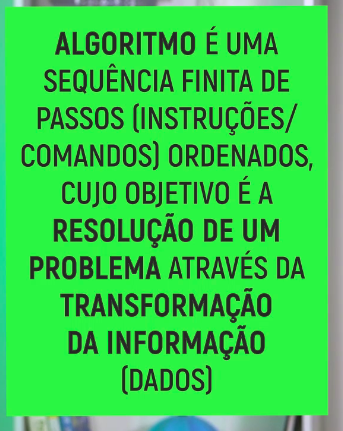 ALGORITMO É UMA
SEQUÊNCIA FINITA DE
PASSOS (INSTRUÇÕES/
COMANDOS) ORDENADOS,
CUJO OBJETIVO É A
RESOLUÇÃO DE UM
PROBLEMA ATRAVÉS DA
TRANSFORMAÇÃO
DA INFORMAÇÃO
(DADOS)